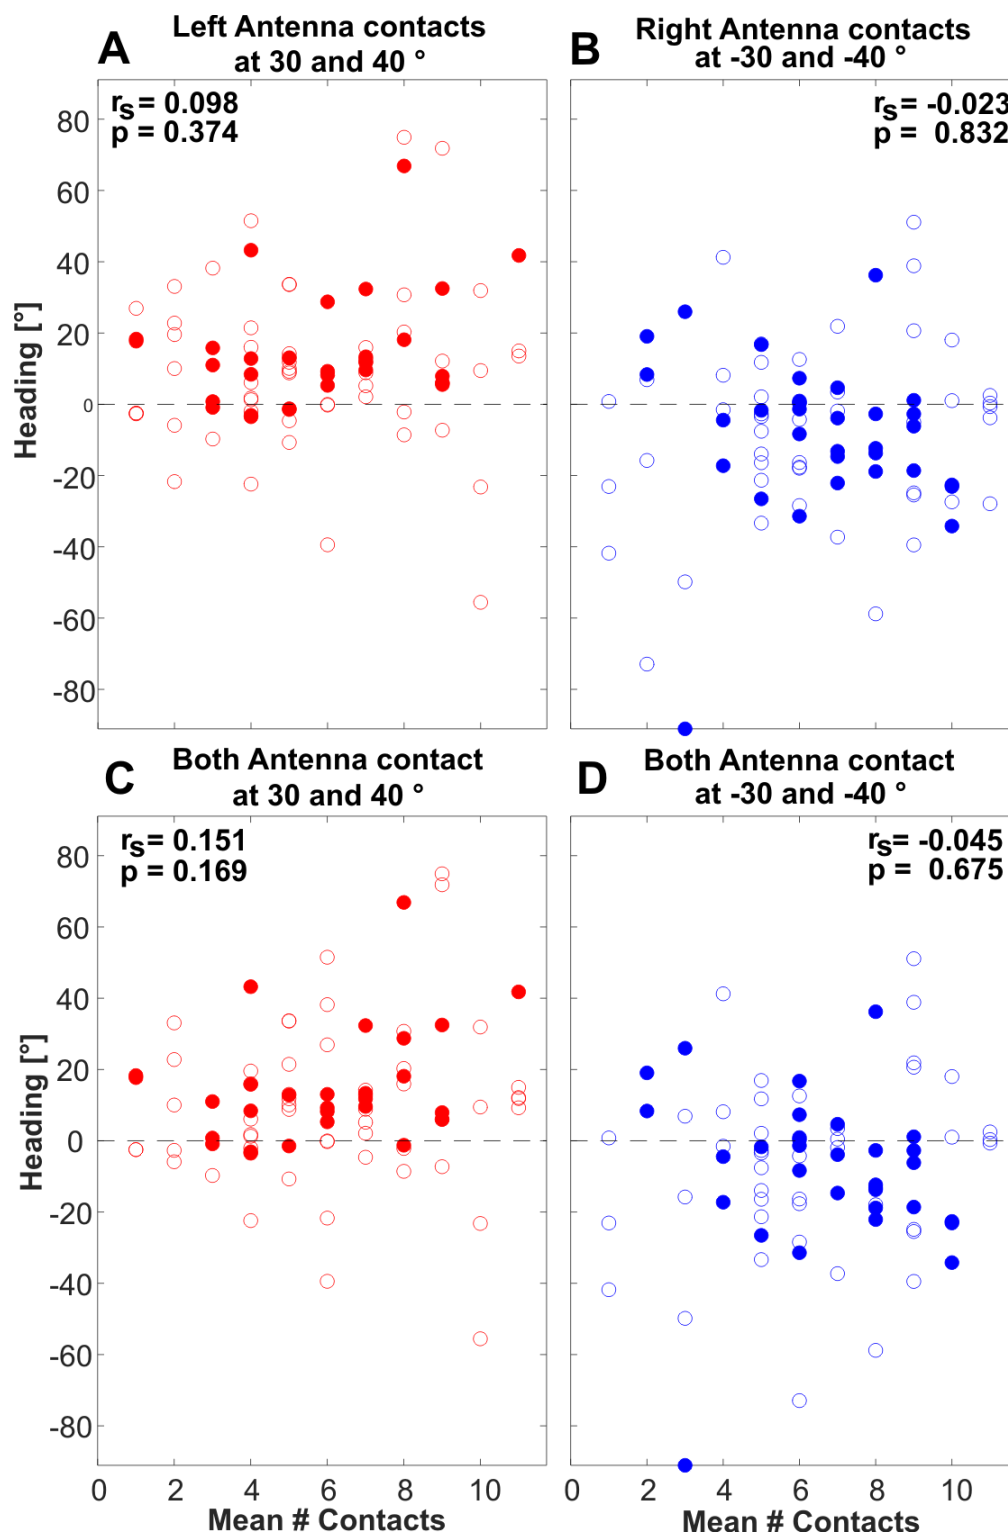 A
Left Antenna contacts
at 30 and 40 °
B
Right Antenna contacts
at -30 and -40 °
rs= 0.098
p = 0.374
rs= -0.023
p = 0.832
80
60
40
20
0
-20
-40
-60
-80
Heading [°]
C
Both Antenna contact
at 30 and 40 °
D
Both Antenna contact
at -30 and -40 °
rs= 0.151
p = 0.169
rs= -0.045
p = 0.675
80
60
40
20
0
-20
-40
-60
-80
Heading [°]
0 2 4 6 8 10
0 2 4 6 8 10
Mean # Contacts
Mean # Contacts